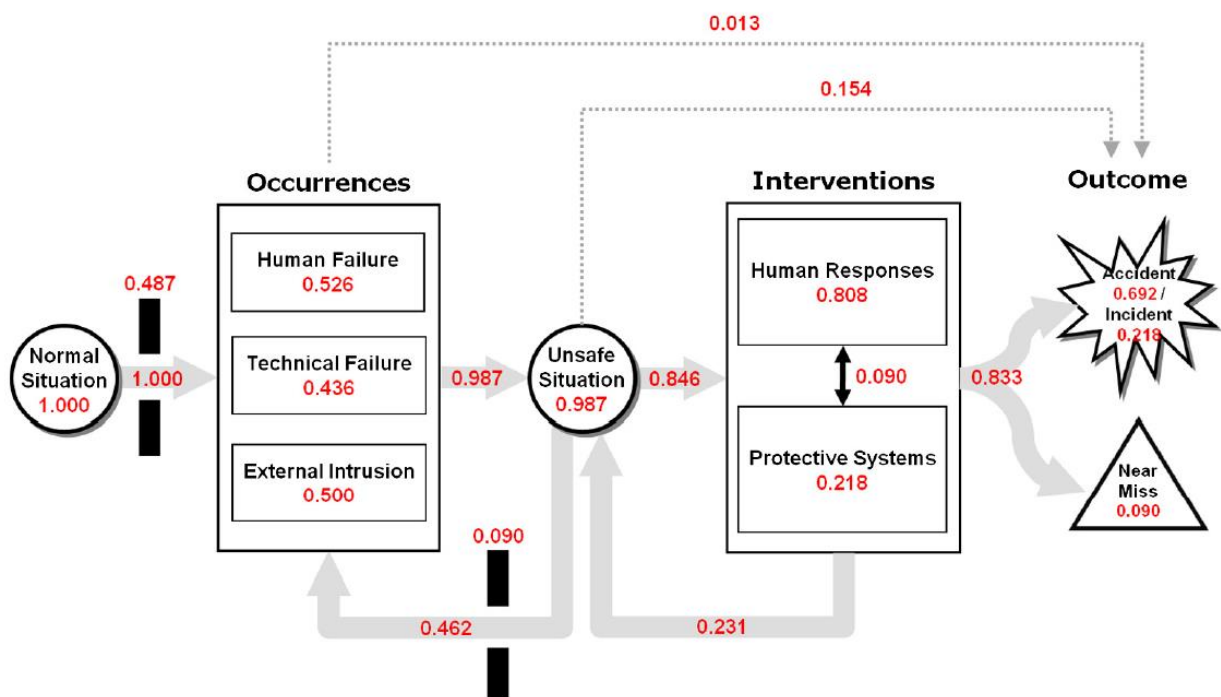 0.013
0.154
Occurrences
Interventions
Outcome
0.487
Normal
Situation
1.000
1.000
Human Failure
0.526
Technical Failure
0.436
External Intrusion
0.500
0.987
Unsafe
Situation
0.987
0.846
Human Responses
0.808
0.090
Protective Systems
0.218
0.833
Accident
0.692 /
Incident
0.218
Near
Miss
0.090
0.090
0.462
0.231